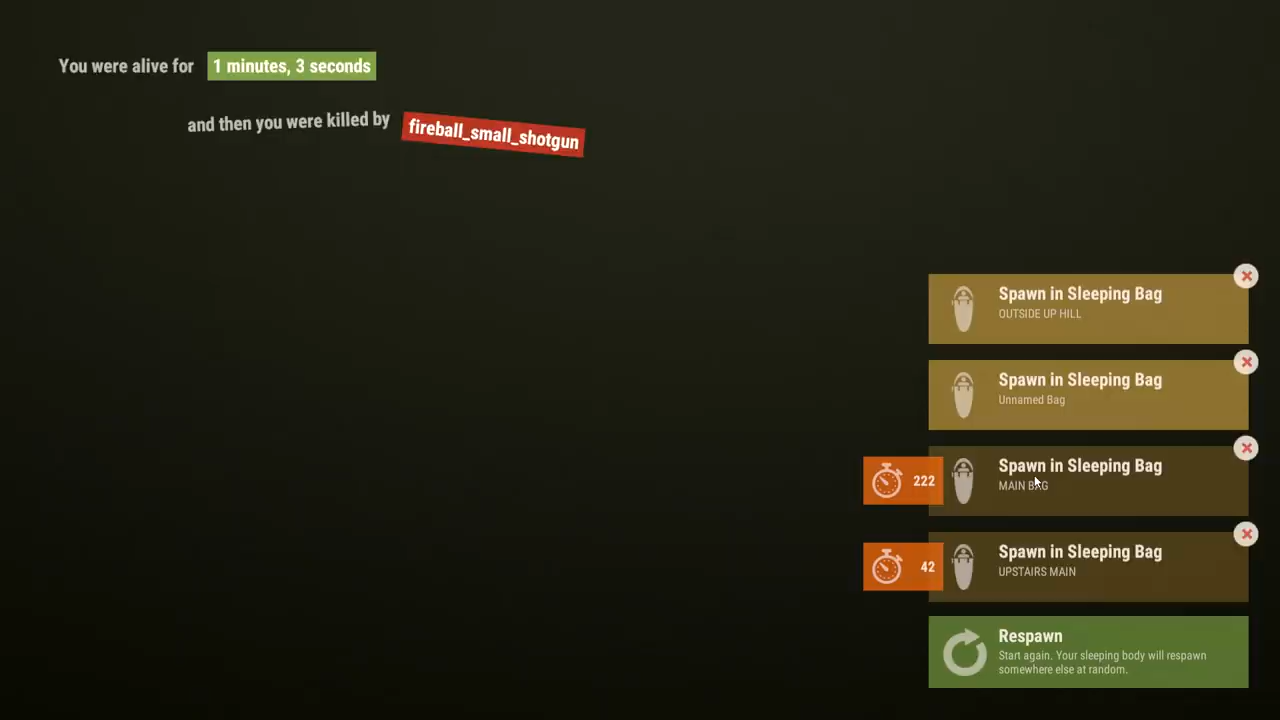 You were alive for 1 minutes, 3 seconds
and then you were killed by fireball_small_shotgun
Spawn in Sleeping Bag
OUTSIDE UP HILL
Spawn in Sleeping Bag
Unnamed Bag
222
Spawn in Sleeping Bag
MAIN BAG
42
Spawn in Sleeping Bag
UPSTAIRS MAIN
Respawn
Start again. Your sleeping body will respawn
somewhere else at random.